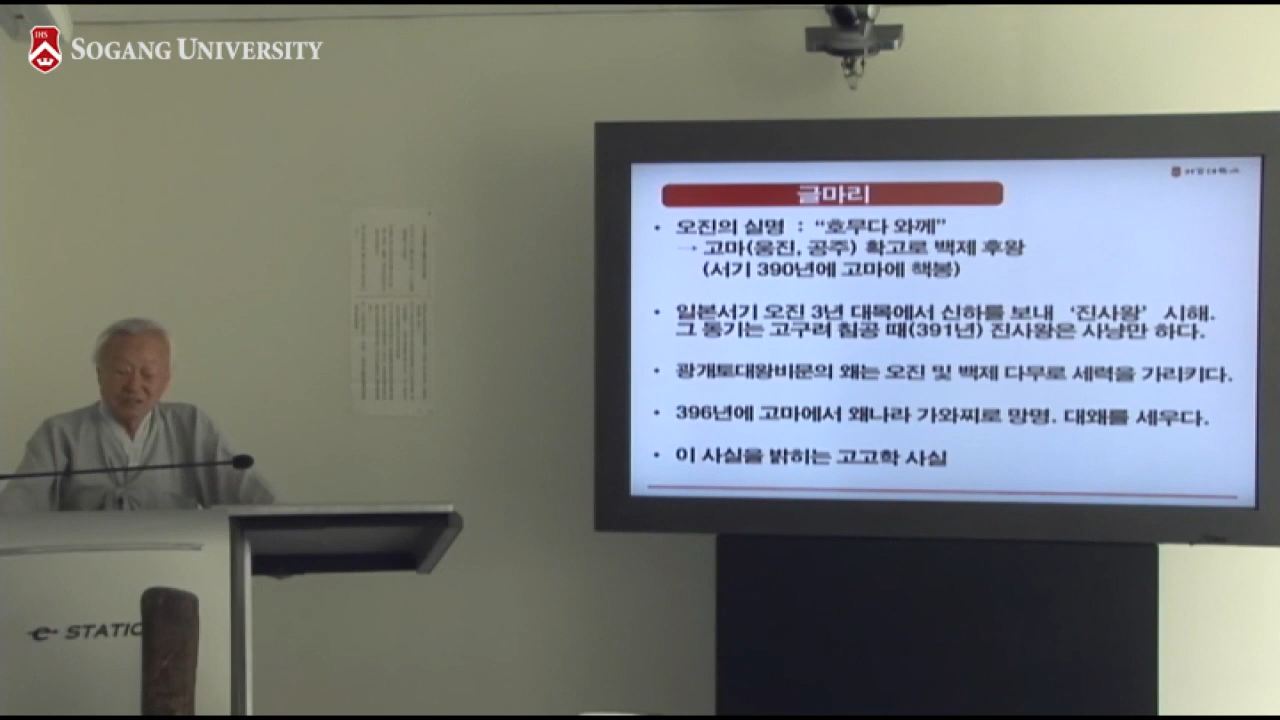 IHS
SOGANG UNIVERSITY
서강대학교
글마리
• 오진의 실명 : “호무다 와께”
→ 고마(웅진, 공주) 확고로 백제 후왕
(서기 390년에 고마에 책봉)
• 일본서기 오진 3년 대목에서 신하를 보내 ‘진사왕’ 시해.
그 동기는 고구려 침공 때(391년) 진사왕은 사냥만 하다.
• 광개토대왕비문의 왜는 오진 및 백제 다무로 세력을 가리키다.
• 396년에 고마에서 왜나라 가와찌로 망명. 대왜를 세우다.
• 이 사실을 밝히는 고고학 사실
e-STATIO